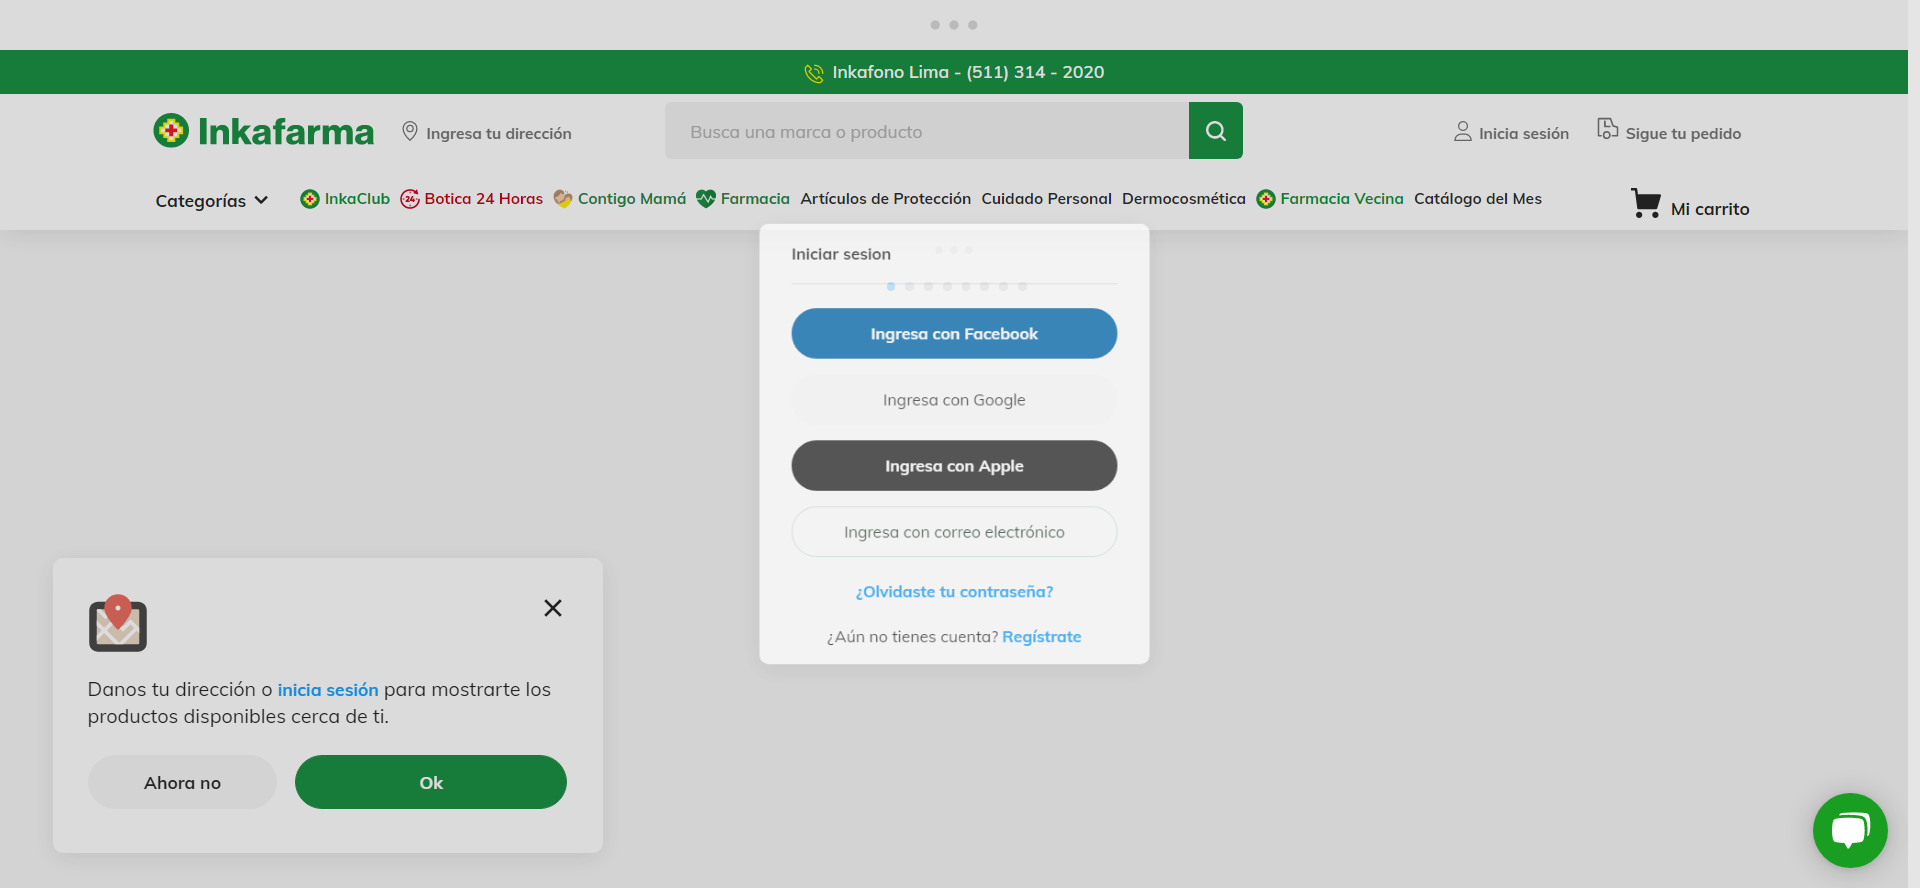 Inkafono Lima - (511) 314 - 2020
Inkafarma
Ingresa tu dirección
Busca una marca o producto
Inicia sesión
Sigue tu pedido
Categorías
InkaClub
24
Botica 24 Horas
Contigo Mamá
Farmacia
Artículos de Protección
Cuidado Personal
Dermocosmética
Farmacia Vecina
Catálogo del Mes
Mi carrito
Iniciar sesion
Ingresa con Facebook
Ingresa con Google
Ingresa con Apple
Ingresa con correo electrónico
¿Olvidaste tu contraseña?
¿Aún no tienes cuenta? Regístrate
Danos tu dirección o inicia sesión para mostrarte los
productos disponibles cerca de ti.
Ahora no
Ok